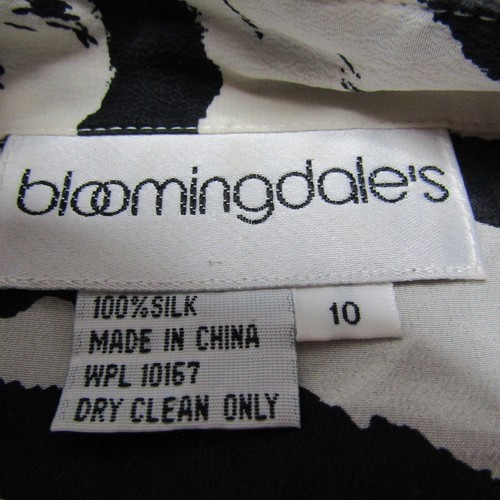 bloomingdale's
100% SILK
10
MADE IN CHINA
WPL 10167
DRY CLEAN ONLY